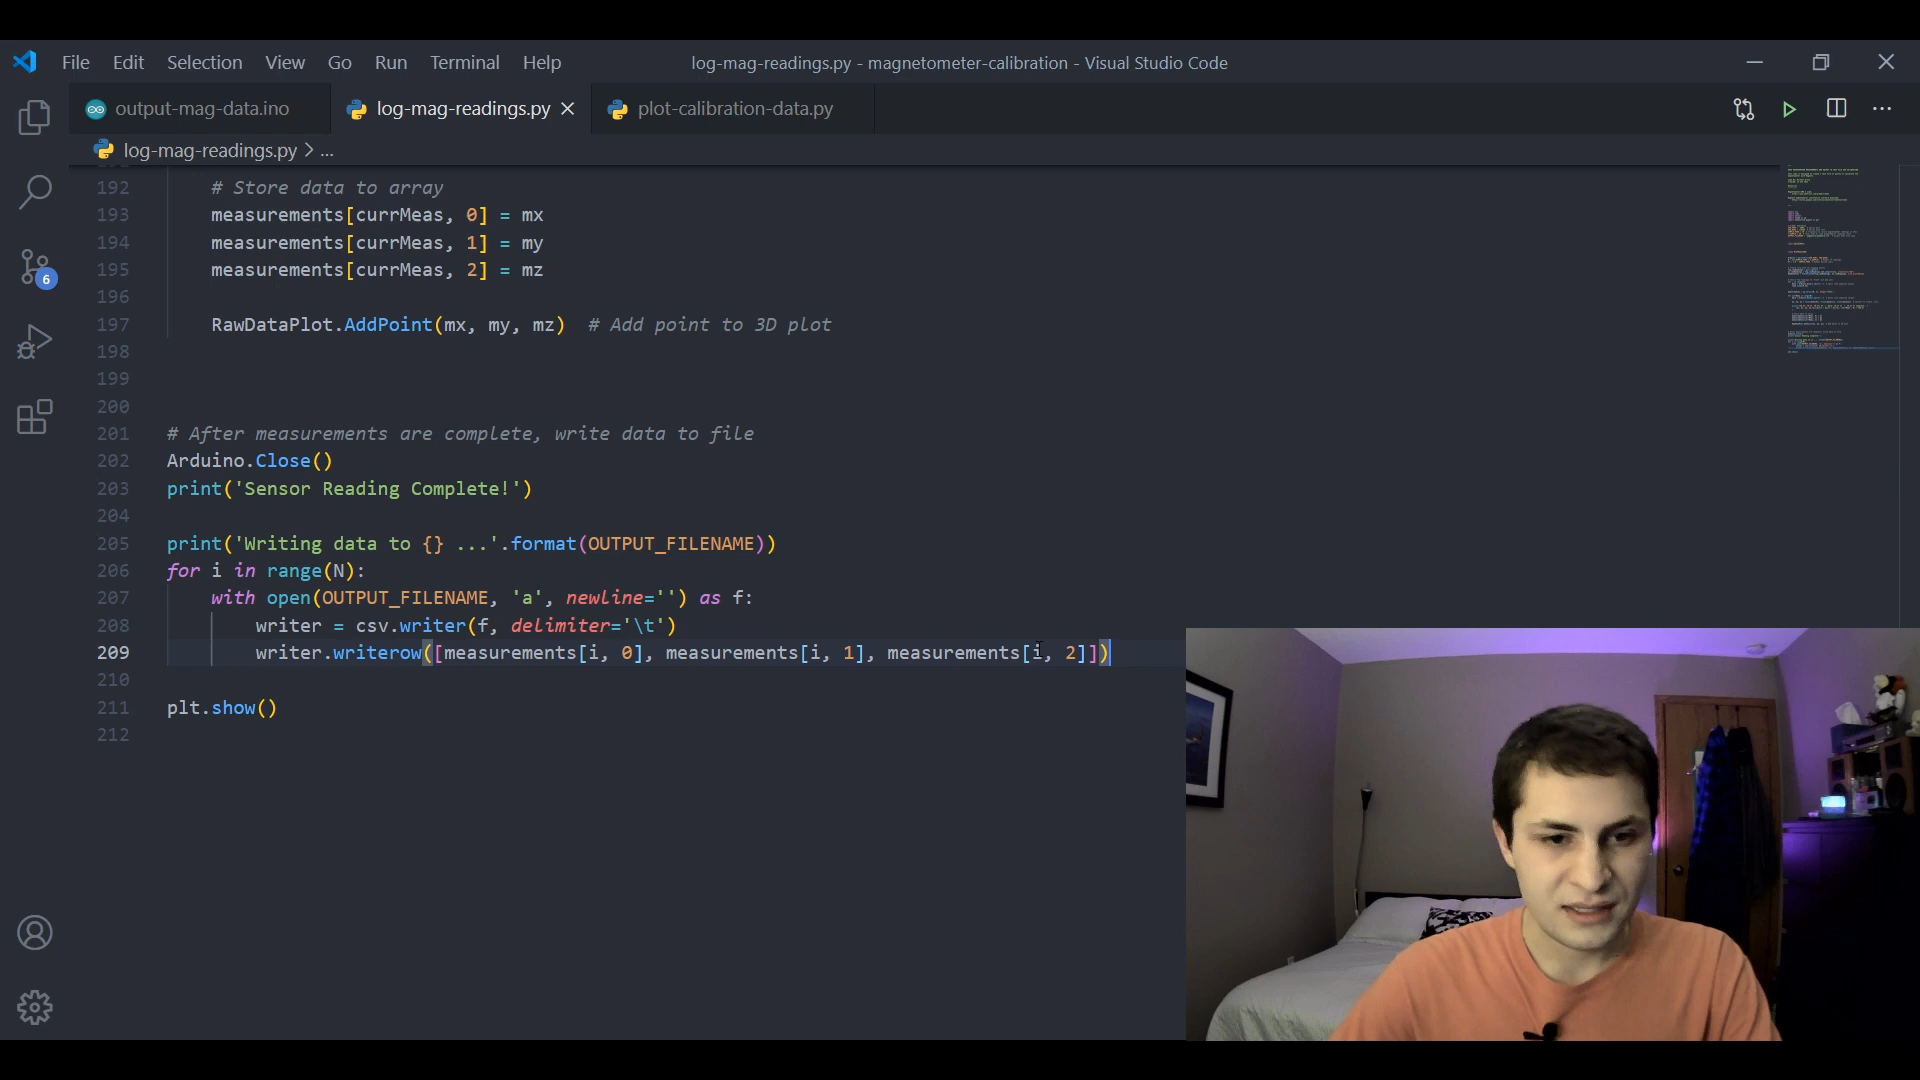 File Edit Selection View Go Run Terminal Help
log-mag-readings.py - magnetometer-calibration - Visual Studio Code
output-mag-data.ino
log-mag-readings.py
plot-calibration-data.py
log-mag-readings.py > ...
6
192 # Store data to array
193 measurements[currMeas, 0] = mx
194 measurements[currMeas, 1] = my
195 measurements[currMeas, 2] = mz
196
197 RawDataPlot.AddPoint(mx, my, mz) # Add point to 3D plot
198
199
200
201 # After measurements are complete, write data to file
202 Arduino.Close()
203 print('Sensor Reading Complete!')
204
205 print('Writing data to {} ...'.format(OUTPUT_FILENAME))
206 for i in range(N):
207 with open(OUTPUT_FILENAME, 'a', newline='') as f:
208 writer = csv.writer(f, delimiter='\t')
209 writer.writerow([measurements[i, 0], measurements[i, 1], measurements[i, 2]])
210
211 plt.show()
212